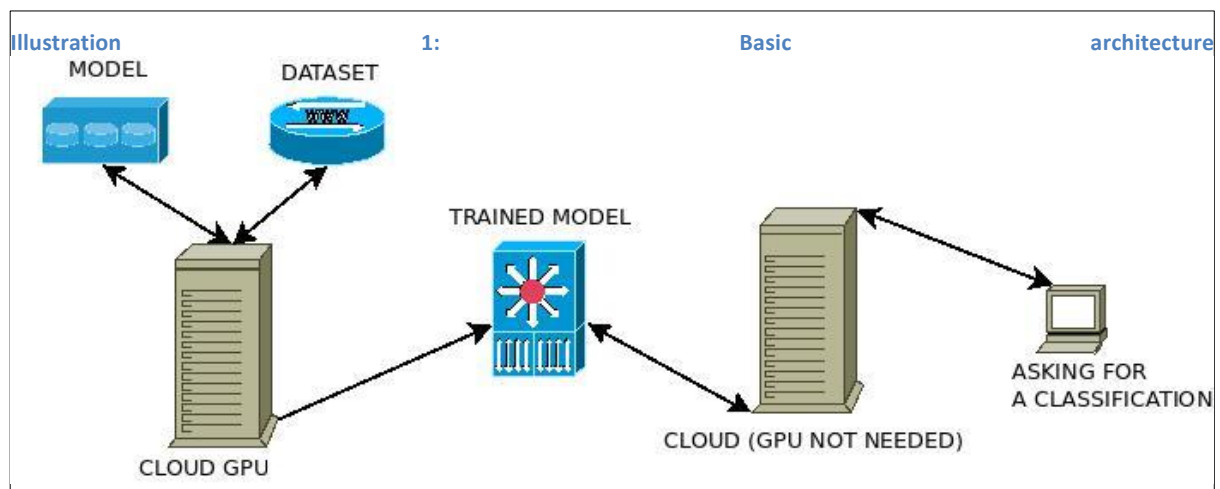 Illustration 1: Basic architecture
MODEL
DATASET
WWW
TRAINED MODEL
ASKING FOR
A CLASSIFICATION
CLOUD (GPU NOT NEEDED)
CLOUD GPU